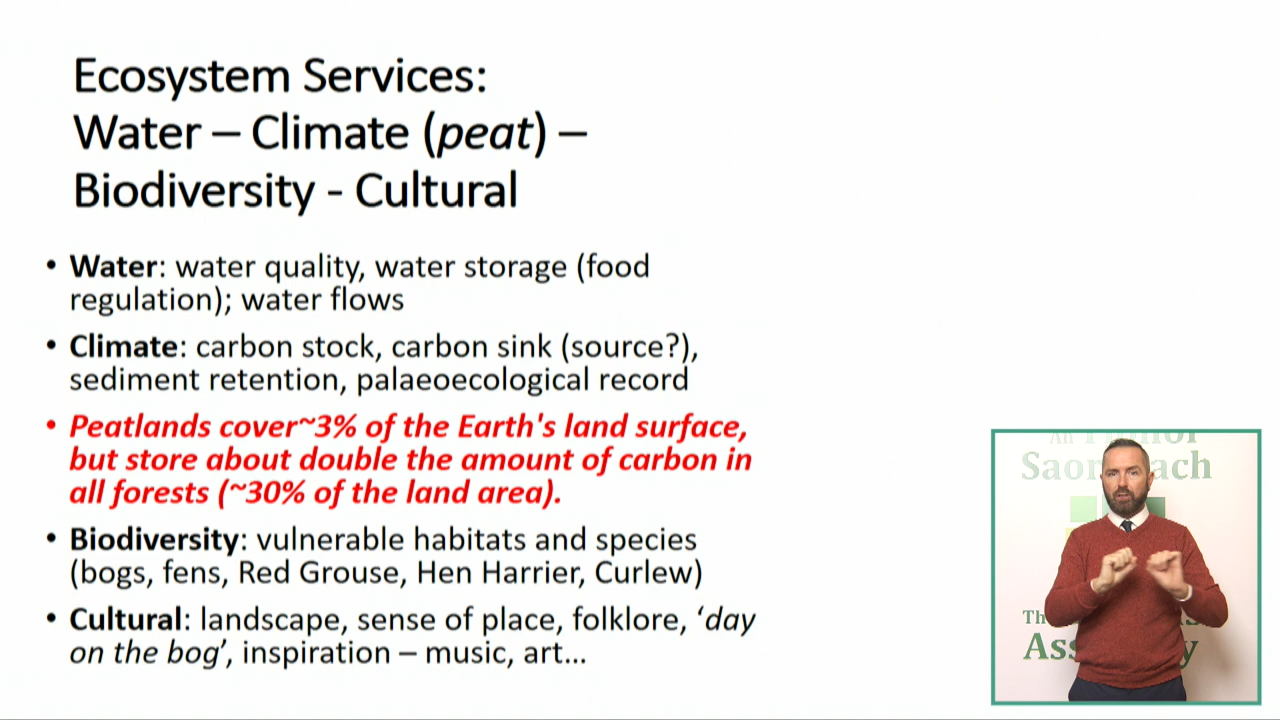 Ecosystem Services:
Water – Climate (peat) –
Biodiversity - Cultural
• Water: water quality, water storage (food
regulation); water flows
• Climate: carbon stock, carbon sink (source?),
sediment retention, palaeoecological record
• Peatlands cover~3% of the Earth's land surface,
but store about double the amount of carbon in
all forests (~30% of the land area).
• Biodiversity: vulnerable habitats and species
(bogs, fens, Red Grouse, Hen Harrier, Curlew)
• Cultural: landscape, sense of place, folklore, ‘day
on the bog’, inspiration – music, art...